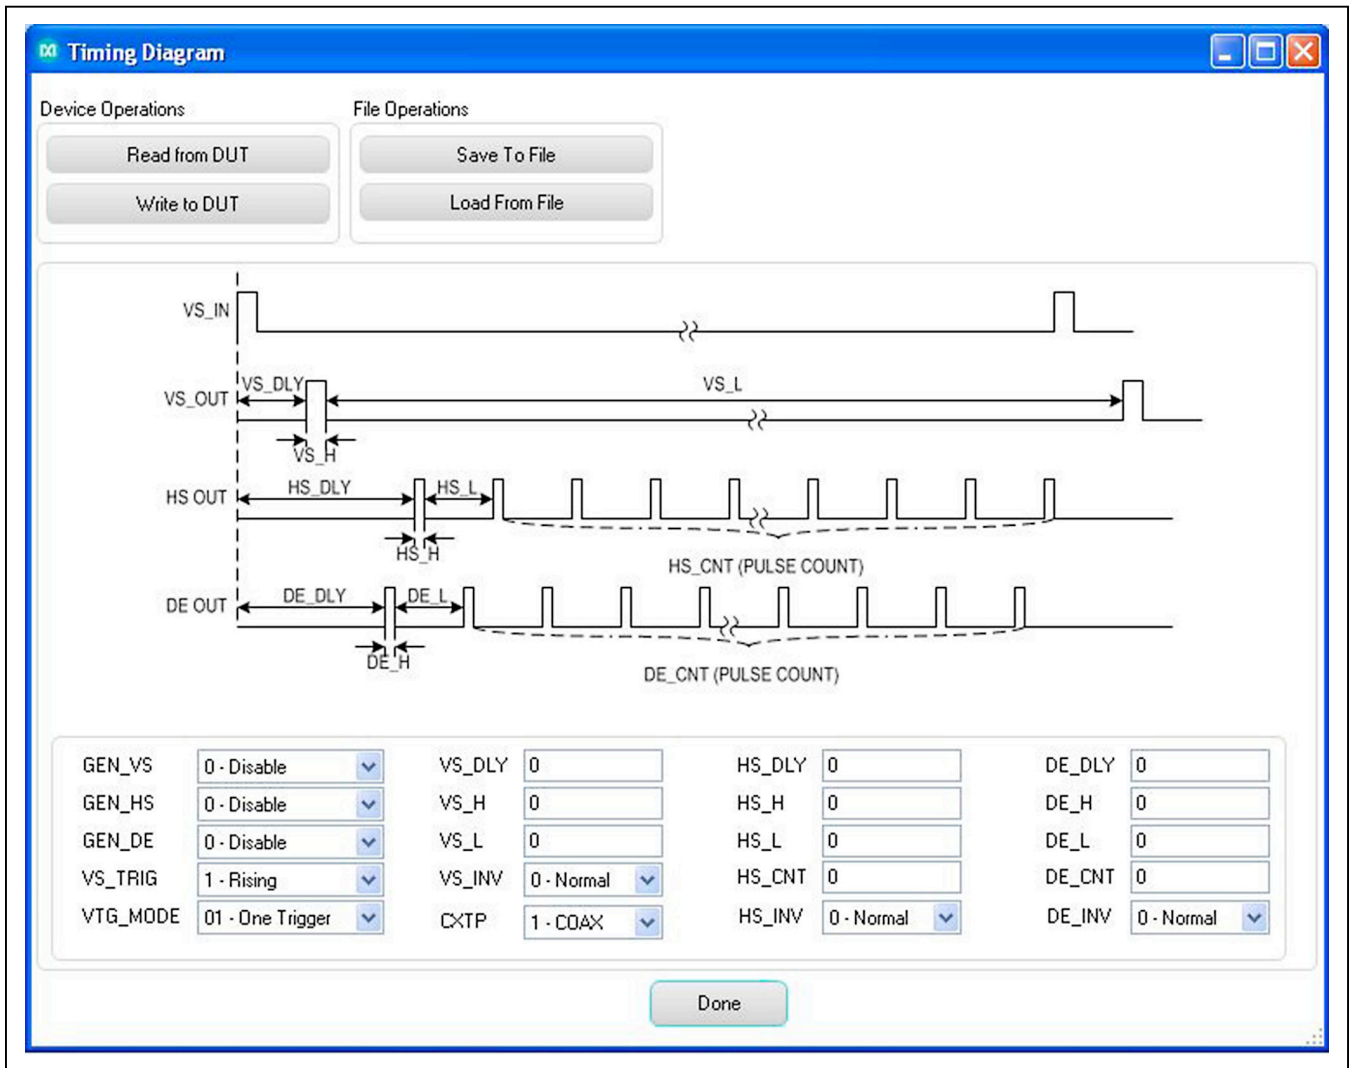 Timing Diagram
Device Operations
File Operations
Read from DUT
Save To File
Write to DUT
Load From File
VS_IN
VS_OUT
VS_DLY
VS_L
VS_H
HS OUT
HS_DLY
HS_L
HS_H
HS_CNT (PULSE COUNT)
DE OUT
DE_DLY
DE_L
DE_H
DE_CNT (PULSE COUNT)
GEN_VS 0 - Disable VS_DLY 0 HS_DLY 0 DE_DLY 0
GEN_HS 0 - Disable VS_H 0 HS_H 0 DE_H 0
GEN_DE 0 - Disable VS_L 0 HS_L 0 DE_L 0
VS_TRIG 1 - Rising VS_INV 0 - Normal HS_CNT 0 DE_CNT 0
VTG_MODE 01 - One Trigger CXTP 1 - COAX HS_INV 0 - Normal DE_INV 0 - Normal
Done